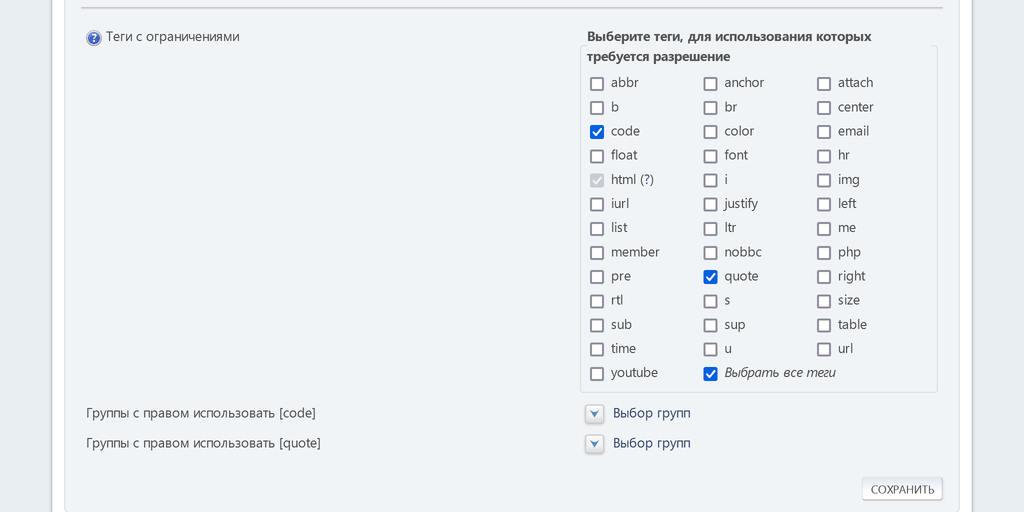 Теги с ограничениями
Выберите теги, для использования которых
требуется разрешение
abbr anchor attach
b br center
code color email
float font hr
html (?) i img
iurl justify left
list ltr me
member nobbc php
pre quote right
rtl s size
sub sup table
time u url
youtube Выбрать все теги
Группы с правом использовать [code] Выбор групп
Группы с правом использовать [quote] Выбор групп
СОХРАНИТЬ